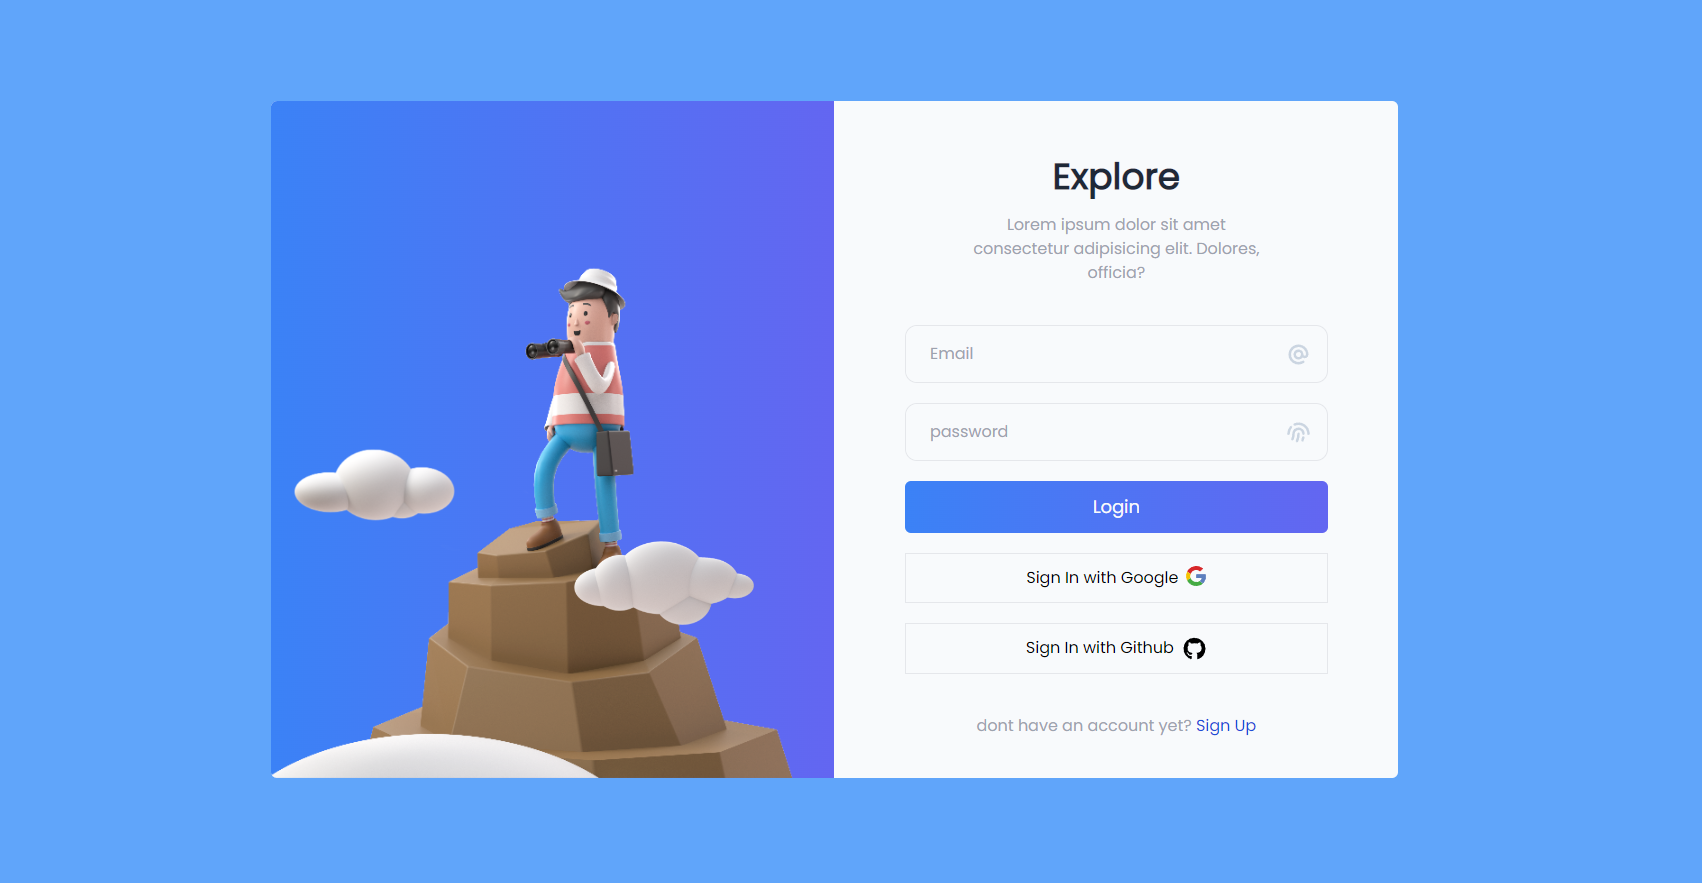 Explore
Lorem ipsum dolor sit amet
consectetur adipisicing elit. Dolores,
officia?
Email
password
Login
Sign In with Google
Sign In with Github
dont have an account yet? Sign Up